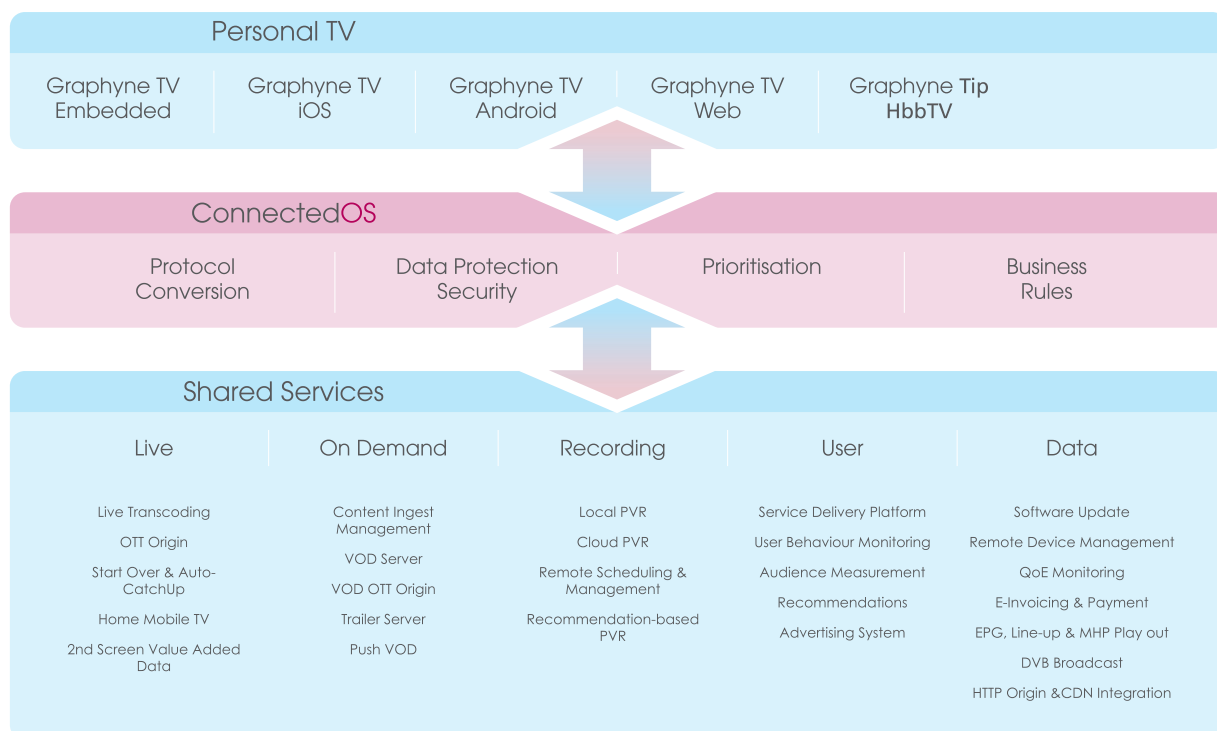 Personal TV
Graphyne TV
Embedded
Graphyne TV
iOS
Graphyne TV
Android
Graphyne TV
Web
Graphyne Tip
HbbTV
ConnectedOS
Protocol
Conversion
Data Protection
Security
Prioritisation
Business
Rules
Shared Services
Live
Live Transcoding
OTT Origin
Start Over & Auto-
CatchUp
Home Mobile TV
2nd Screen Value Added
Data
On Demand
Content Ingest
Management
VOD Server
VOD OTT Origin
Trailer Server
Push VOD
Recording
Local PVR
Cloud PVR
Remote Scheduling &
Management
Recommendation-based
PVR
User
Service Delivery Platform
User Behaviour Monitoring
Audience Measurement
Recommendations
Advertising System
Data
Software Update
Remote Device Management
QoE Monitoring
E-Invoicing & Payment
EPG, Line-up & MHP Play out
DVB Broadcast
HTTP Origin &CDN Integration